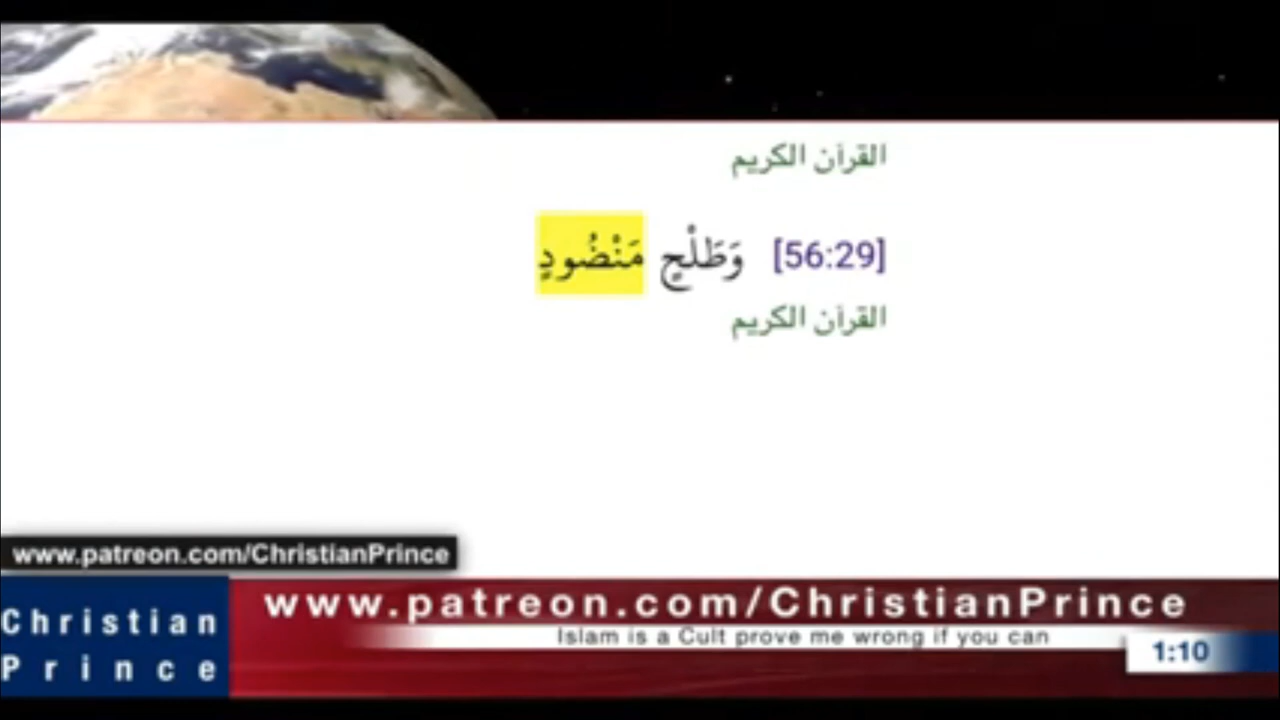 القرآن الكريم
[56:29] وَطَلْحٍ مَنْضُودٍ
القرآن الكريم
www.patreon.com/ChristianPrince
www.patreon.com/ChristianPrince
Christian
Prince
Islam is a Cult prove me wrong if you can
1:10